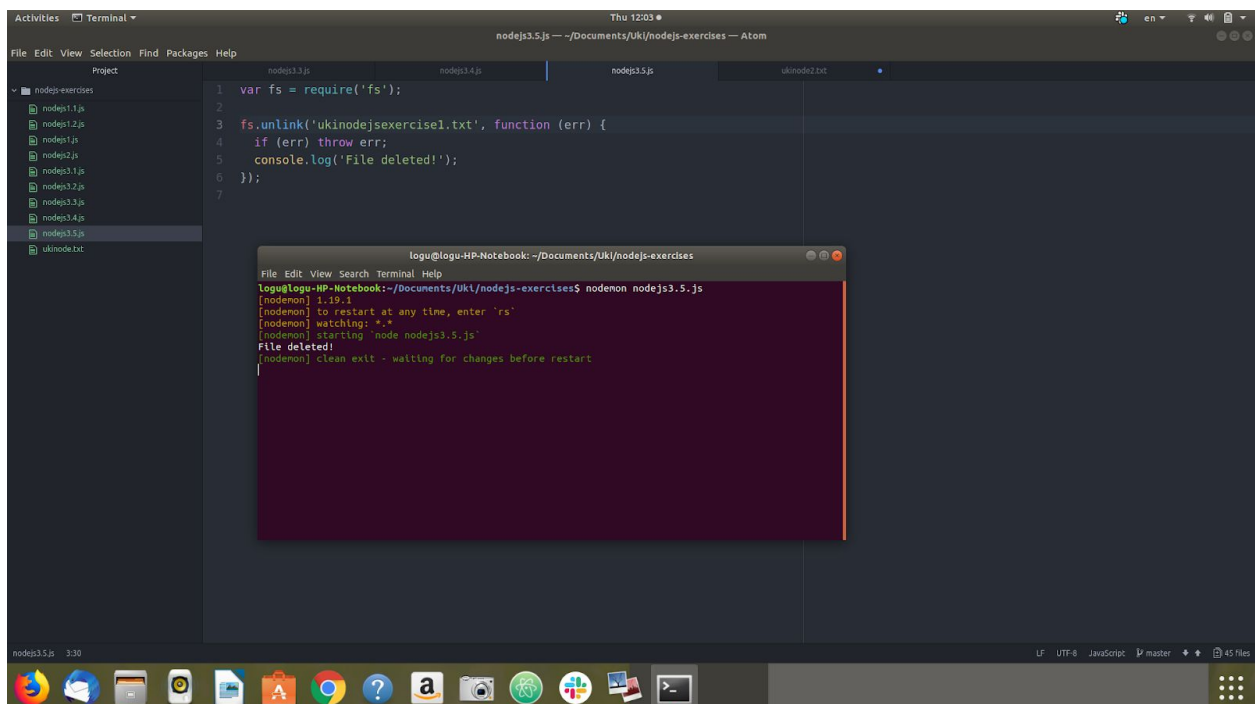 Activities Terminal Thu 12:03 en
nodejs3.5.js — ~/Documents/Uki/nodejs-exercises — Atom
File Edit View Selection Find Packages Help
Project nodejs3.3.js nodejs3.4.js nodejs3.5.js ukinode2.txt
nodejs-exercises
nodejs1.1.js
nodejs1.2.js
nodejs1.js
nodejs2.js
nodejs3.1.js
nodejs3.2.js
nodejs3.3.js
nodejs3.4.js
nodejs3.5.js
ukinode.txt
1 var fs = require('fs');
2
3 fs.unlink('ukinodejsexercise1.txt', function (err) {
4 if (err) throw err;
5 console.log('File deleted!');
6 });
7
logu@logu-HP-Notebook: ~/Documents/Uki/nodejs-exercises
File Edit View Search Terminal Help
logu@logu-HP-Notebook:~/Documents/Uki/nodejs-exercises$ nodemon nodejs3.5.js
[nodemon] 1.19.1
[nodemon] to restart at any time, enter `rs`
[nodemon] watching: *.*
[nodemon] starting `node nodejs3.5.js`
File deleted!
[nodemon] clean exit - waiting for changes before restart
nodejs3.5.js 3:30 LF UTF-8 JavaScript master 45 files